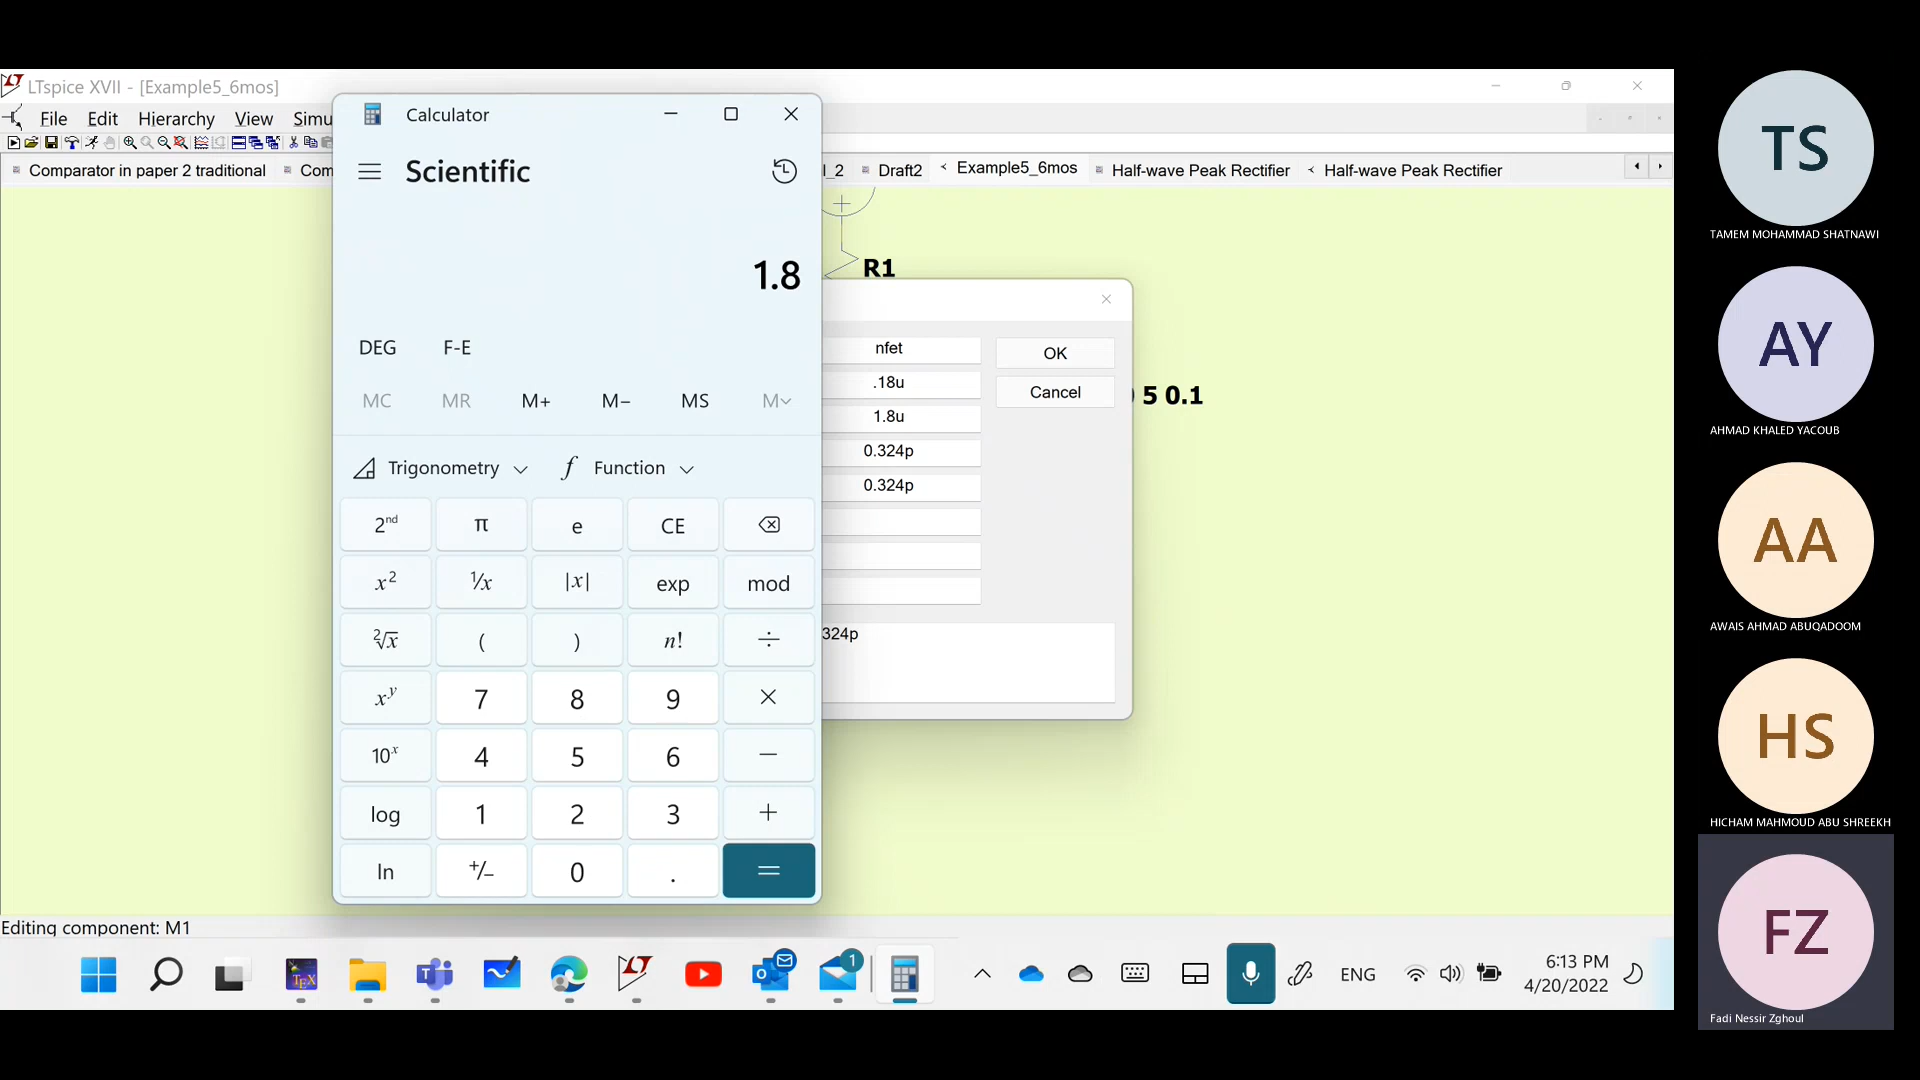 LTspice XVII - [Example5_6mos]
File Edit Hierarchy View Simu
Comparator in paper 2 traditional
Com
l_2
Draft2
Example5_6mos
Half-wave Peak Rectifier
Half-wave Peak Rectifier
Calculator
Scientific
1.8
DEG F-E
MC MR M+ M− MS M
Trigonometry
f Function
2nd π e CE
x2 1/x |x| exp mod
2√x ( ) n! ÷
xy 7 8 9 ×
10x 4 5 6 −
log 1 2 3 +
ln +/− 0 . =
R1
nfet
.18u
1.8u
0.324p
0.324p
324p
OK
Cancel
) 5 0.1
Editing component: M1
ENG
6:13 PM
4/20/2022
1
TEX
TS
TAMEM MOHAMMAD SHATNAWI
AY
AHMAD KHALED YACOUB
AA
AWAIS AHMAD ABUQADOOM
HS
HICHAM MAHMOUD ABU SHREEKH
FZ
Fadi Nessir Zghoul